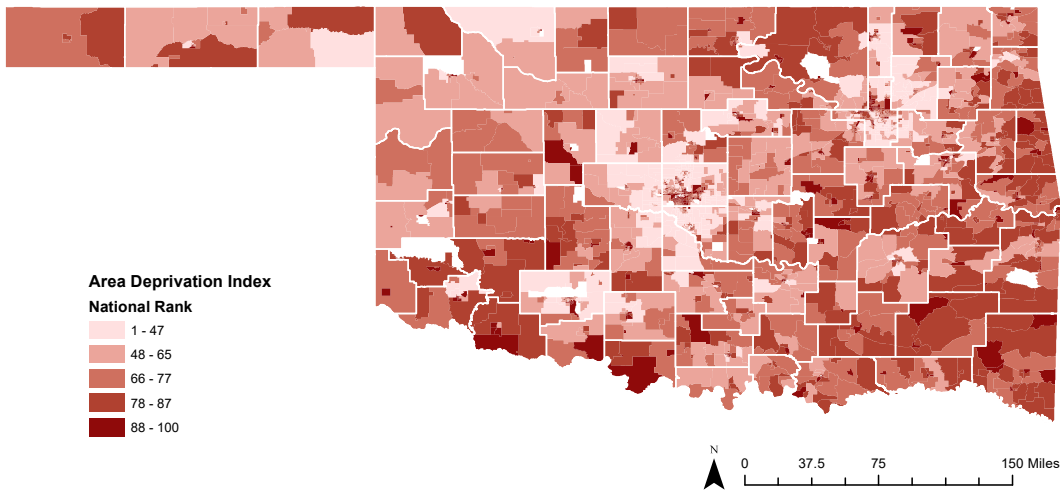 Area Deprivation Index
National Rank
1 - 47
48 - 65
66 - 77
78 - 87
88 - 100
N
0 37.5 75 150 Miles